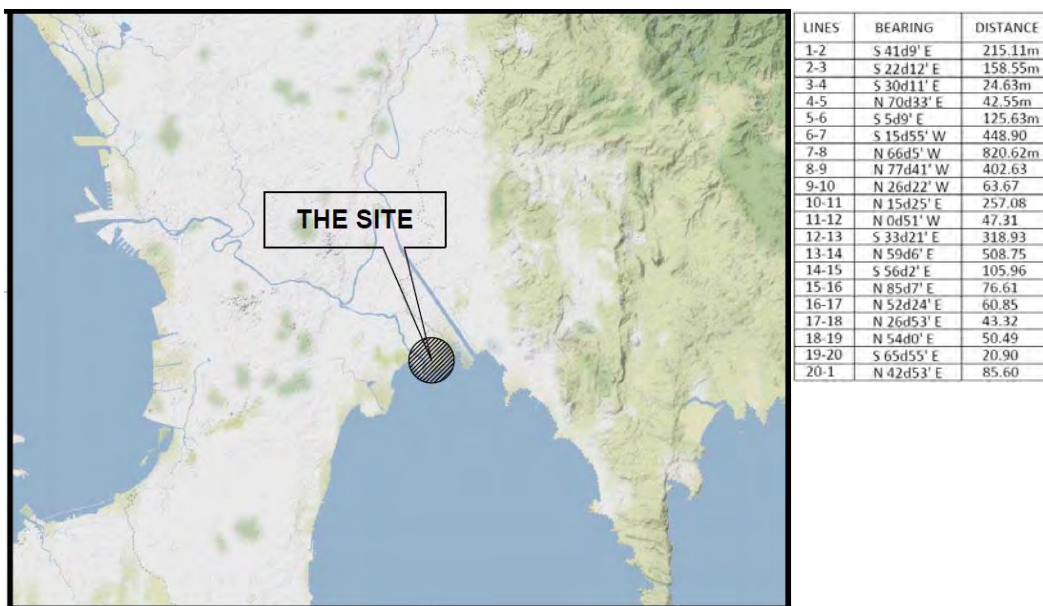 THE SITE
LINES BEARING DISTANCE
1-2 S 41d9' E 215.11m
2-3 S 22d12' E 158.55m
3-4 S 30d11' E 24.63m
4-5 N 70d33' E 42.55m
5-6 S 5d9' E 125.63m
6-7 S 15d55' W 448.90
7-8 N 66d5' W 820.62m
8-9 N 77d41' W 402.63
9-10 N 26d22' W 63.67
10-11 N 15d25' E 257.08
11-12 N 0d51' W 47.31
12-13 S 33d21' E 318.93
13-14 N 59d6' E 508.75
14-15 S 56d2' E 105.96
15-16 N 85d7' E 76.61
16-17 N 52d24' E 60.85
17-18 N 26d53' E 43.32
18-19 N 54d0' E 50.49
19-20 S 65d55' E 20.90
20-1 N 42d53' E 85.60